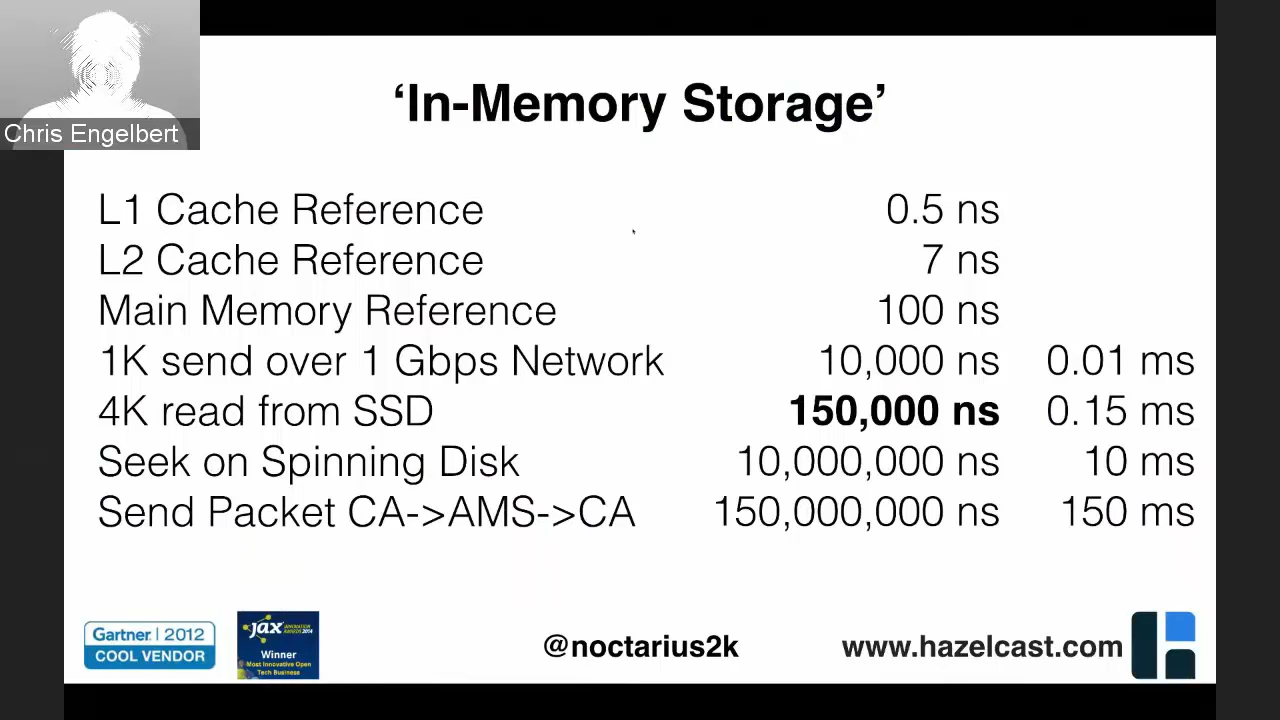 Chris Engelbert
‘In-Memory Storage’
L1 Cache Reference 0.5 ns
L2 Cache Reference 7 ns
Main Memory Reference 100 ns
1K send over 1 Gbps Network 10,000 ns 0.01 ms
4K read from SSD 150,000 ns 0.15 ms
Seek on Spinning Disk 10,000,000 ns 10 ms
Send Packet CA->AMS->CA 150,000,000 ns 150 ms
Gartner | 2012
COOL VENDOR
jax INNOVATION
AWARDS 2014
Winner
Most Innovative Open
Tech Business
@noctarius2k
www.hazelcast.com